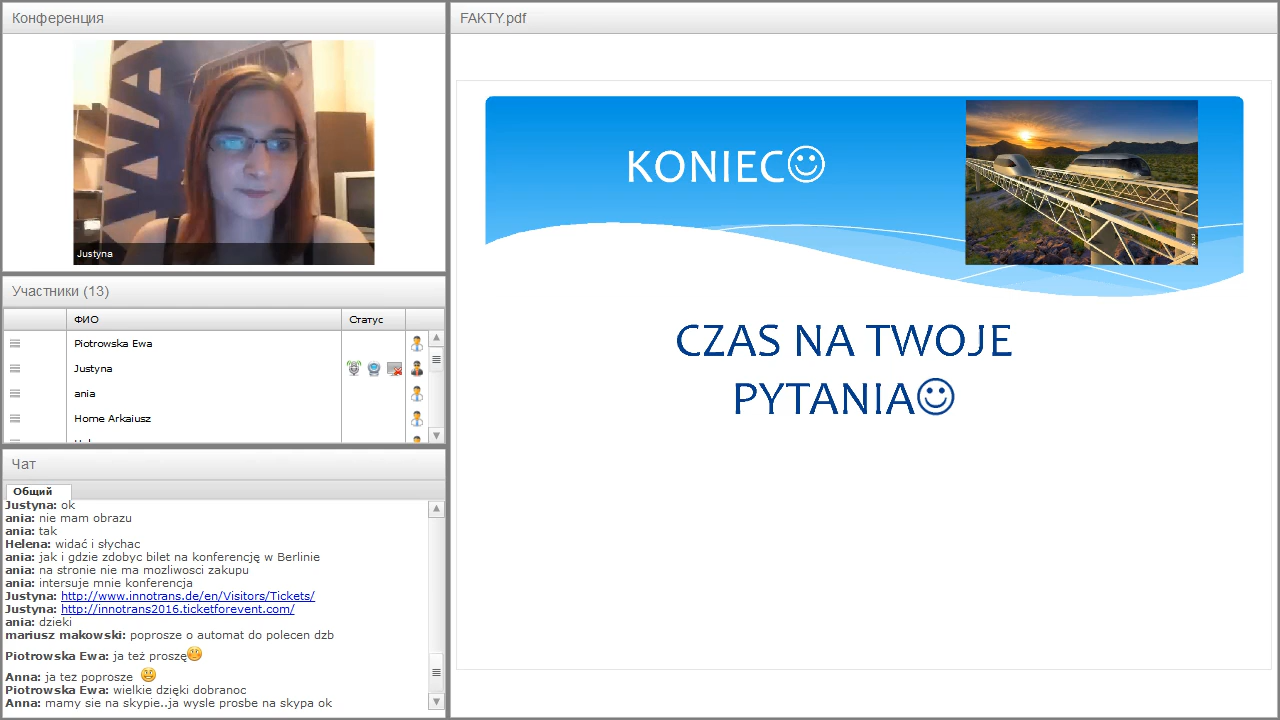 Конференция
Justyna
Участники (13)
ФИО
Статус
Piotrowska Ewa
Justyna
ania
Home Arkaiusz
Чат
Общий
Justyna: ok
ania: nie mam obrazu
ania: tak
Helena: widać i słychac
ania: jak i gdzie zdobyc bilet na konferencję w Berlinie
ania: na stronie nie ma mozliwosci zakupu
ania: intersuje mnie konferencja
Justyna: http://www.innotrans.de/en/Visitors/Tickets/
Justyna: http://innotrans2016.ticketforevent.com/
ania: dzieki
mariusz makowski: poprosze o automat do polecen dzb
Piotrowska Ewa: ja też proszę
Anna: ja tez poprosze
Piotrowska Ewa: wielkie dzięki dobranoc
Anna: mamy sie na skypie..jo wysle prosbe na skypa ok
FAKTY.pdf
KONIEC☺
CZAS NA TWOJE
PYTANIA☺